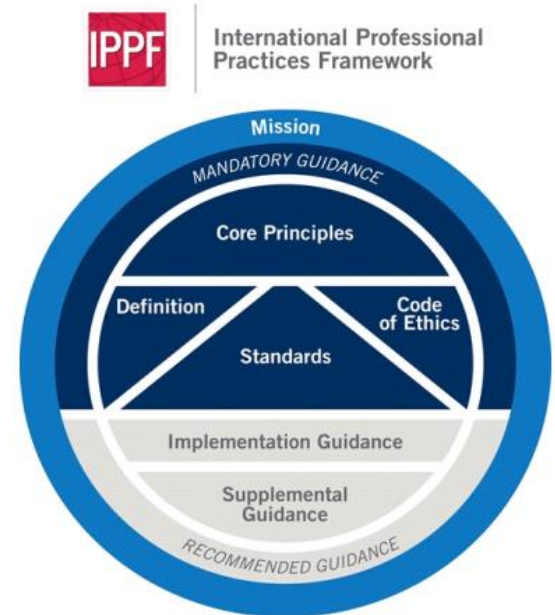 IPPF
International Professional
Practices Framework
Mission
MANDATORY GUIDANCE
Core Principles
Definition
Code
of Ethics
Standards
Implementation Guidance
Supplemental
Guidance
RECOMMENDED GUIDANCE